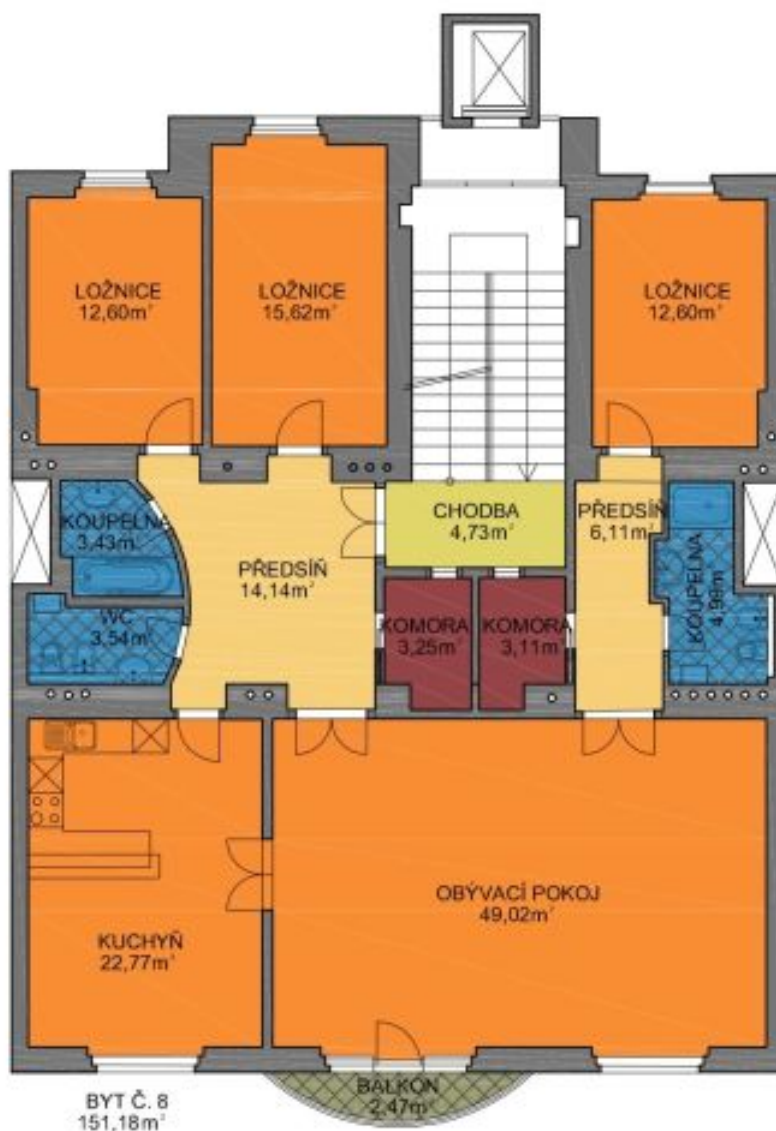 LOŽNICE
12,60m²
LOŽNICE
15,62m²
LOŽNICE
12,60m²
KOUPELNA
3,43m²
PŘEDSÍŇ
14,14m²
CHODBA
4,73m²
PŘEDSÍŇ
6,11m²
KOUPELNA
4,99m²
WC
3,54m²
KOMORA
3,25m²
KOMORA
3,11m²
OBÝVACÍ POKOJ
49,02m²
KUCHYŇ
22,77m²
BALKON
2,47m²
BYT Č. 8
151,18m²